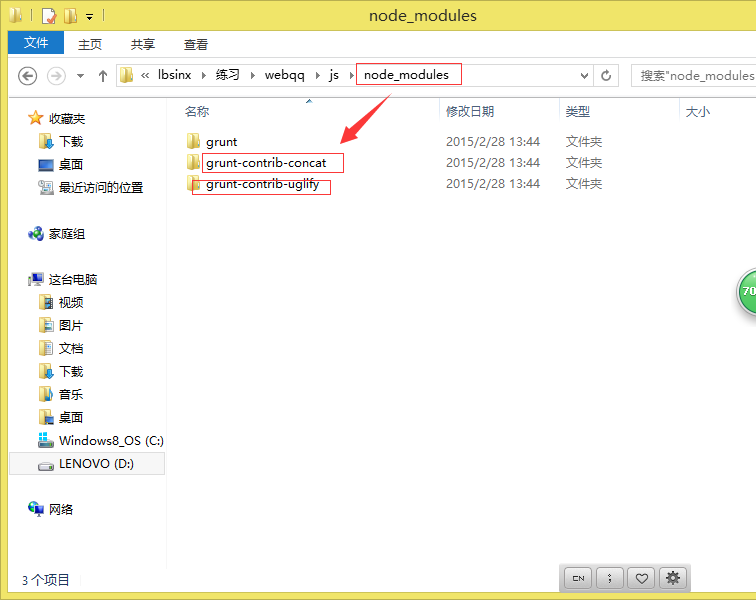 node_modules
文件 主页 共享 查看
« lbsinx 练习 webqq js node_modules 搜索"node_modules
名称 修改日期 类型 大小
grunt 2015/2/28 13:44 文件夹
grunt-contrib-concat 2015/2/28 13:44 文件夹
grunt-contrib-uglify 2015/2/28 13:44 文件夹
收藏夹
下载
桌面
最近访问的位置
家庭组
这台电脑
视频
图片
文档
下载
音乐
桌面
Windows8_OS (C:)
LENOVO (D:)
网络
70
3 个项目
CN ;